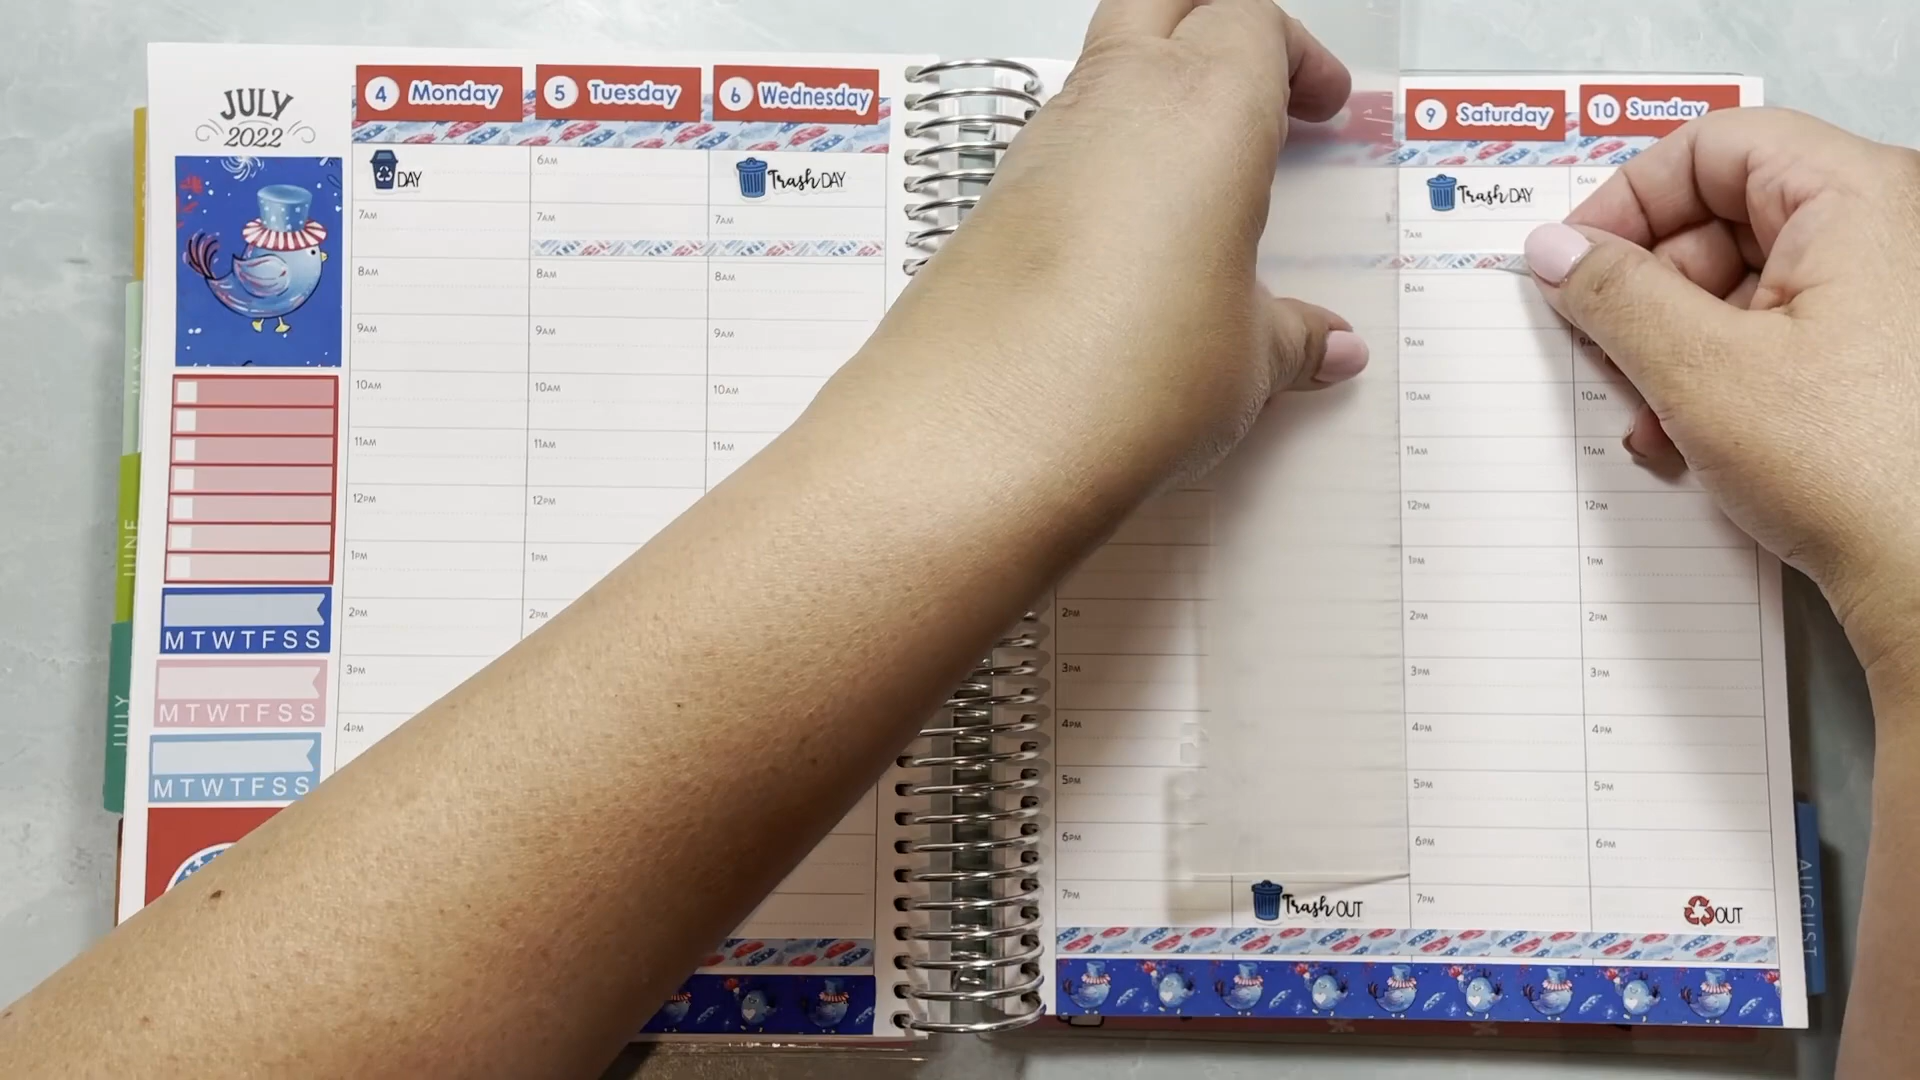 JULY
2022
4 Monday
5 Tuesday
6 Wednesday
9 Saturday
10 Sunday
DAY
6AM
Trash DAY
Trash DAY
6AM
7AM
7AM
7AM
7AM
8AM
8AM
8AM
8AM
9AM
9AM
9AM
9AM
10AM
10AM
10AM
10AM
10AM
11AM
11AM
11AM
11AM
11AM
12PM
12PM
12PM
12PM
1PM
1PM
1PM
1PM
2PM
2PM
2PM
2PM
2PM
3PM
3PM
3PM
3PM
4PM
4PM
4PM
4PM
5PM
5PM
5PM
6PM
6PM
6PM
7PM
7PM
Trash OUT
OUT
MTWTFSS
MTWTFSS
MTWTFSS
MAY
JUNE
JULY
AUGUST